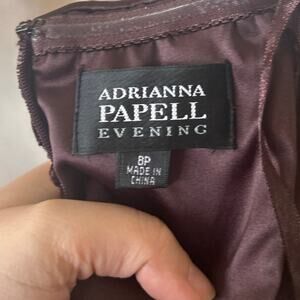 ADRIANNA
PAPELL
EVENING
8P
MADE IN
CHINA